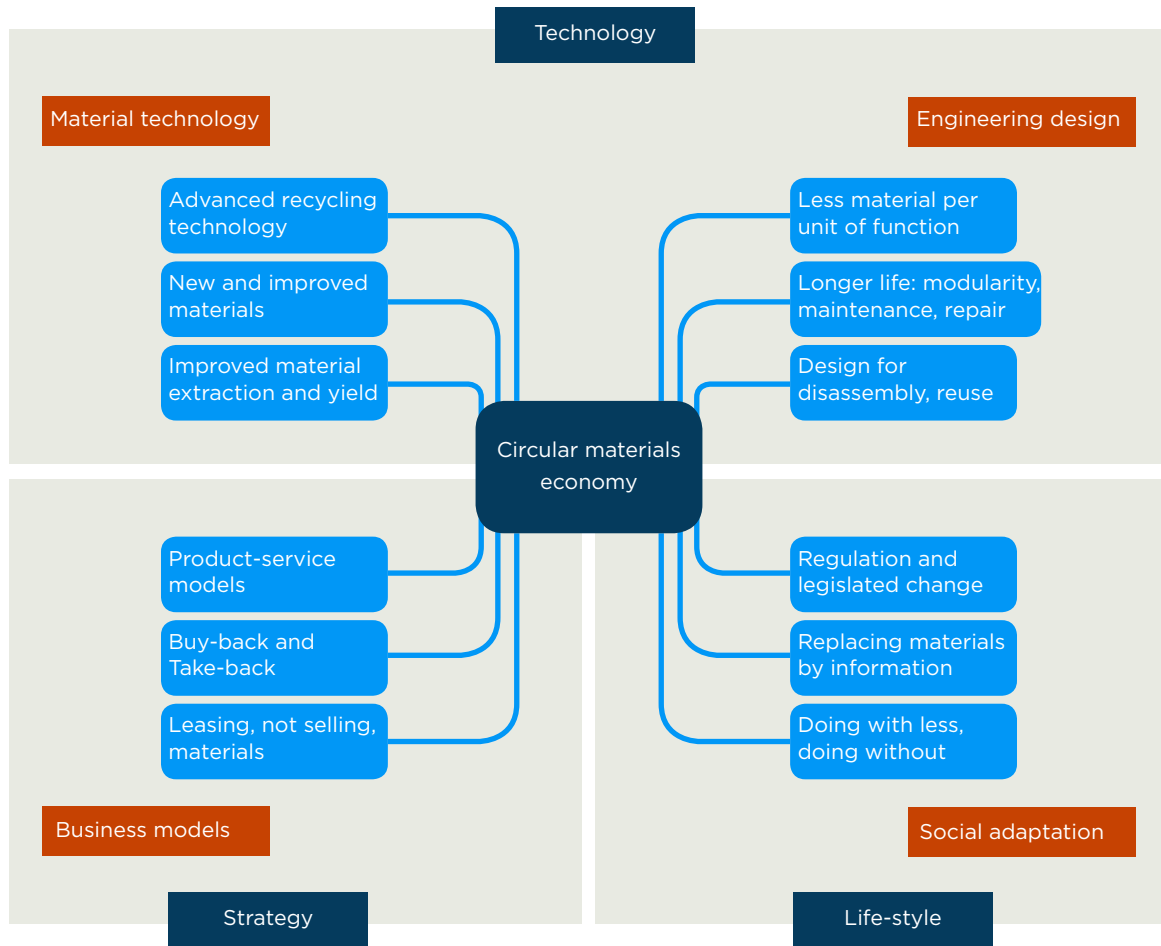 Technology
Material technology
Engineering design
Advanced recycling
technology
New and improved
materials
Improved material
extraction and yield
Less material per
unit of function
Longer life: modularity,
maintenance, repair
Design for
disassembly, reuse
Circular materials
economy
Product-service
models
Buy-back and
Take-back
Leasing, not selling,
materials
Regulation and
legislated change
Replacing materials
by information
Doing with less,
doing without
Business models
Social adaptation
Strategy
Life-style